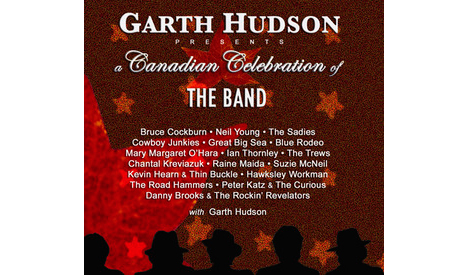 GARTH HUDSON
PRESENTS
a Canadian Celebration of
THE BAND
Bruce Cockburn • Neil Young • The Sadies
Cowboy Junkies • Great Big Sea • Blue Rodeo
Mary Margaret O'Hara • Ian Thornley • The Trews
Chantal Kreviazuk • Raine Maida • Suzie McNeil
Kevin Hearn & Thin Buckle • Hawksley Workman
The Road Hammers • Peter Katz & The Curious
Danny Brooks & The Rockin' Revelators
with Garth Hudson